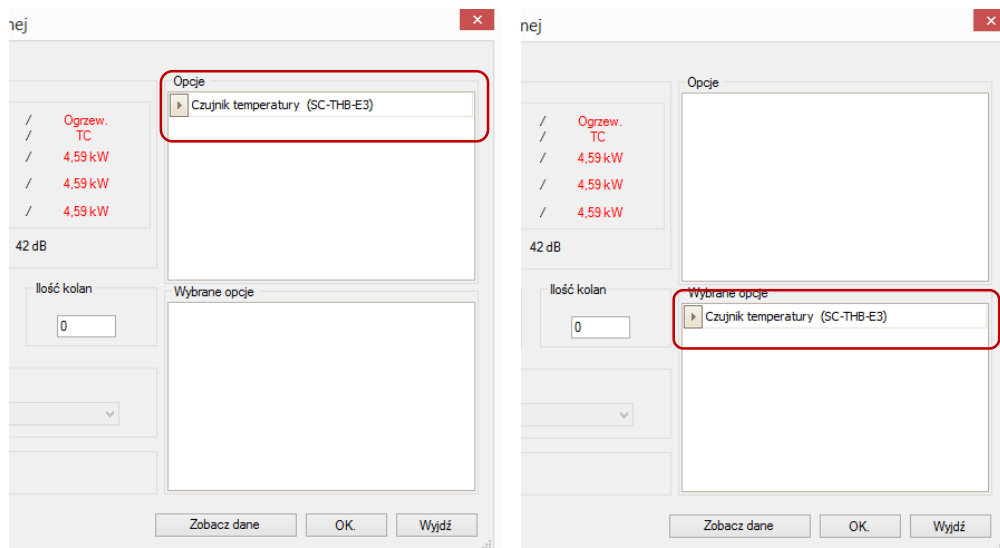 nej
Opcje
Czujnik temperatury (SC-THB-E3)
/ Ogrzew.
/ TC
/ 4,59 kW
/ 4,59 kW
/ 4,59 kW
42 dB
Ilość kolan
0
Wybrane opcje
Zobacz dane OK. Wyjdź
nej
Opcje
/ Ogrzew.
/ TC
/ 4,59 kW
/ 4,59 kW
/ 4,59 kW
42 dB
Ilość kolan
0
Wybrane opcje
Czujnik temperatury (SC-THB-E3)
Zobacz dane OK. Wyjdź